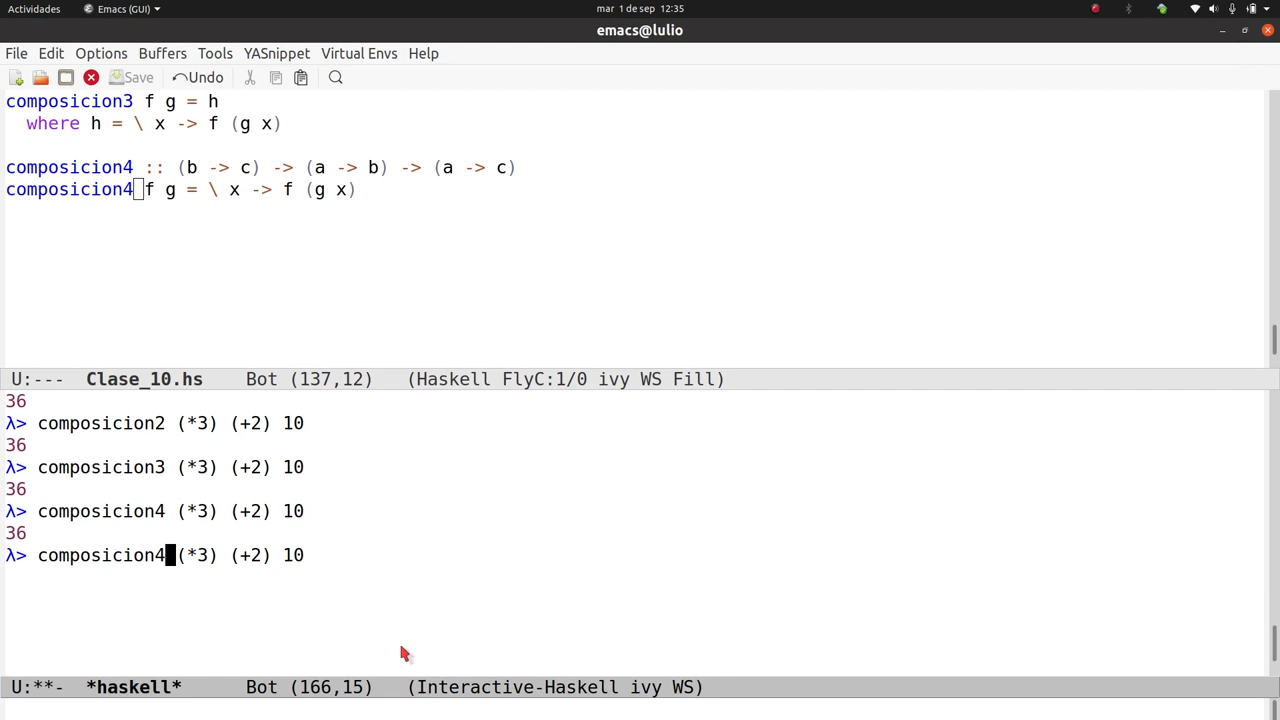 Actividades Emacs (GUI) mar 1 de sep 12:35
emacs@lulio
File Edit Options Buffers Tools YASnippet Virtual Envs Help
Save Undo
composicion3 f g = h
  where h = \ x -> f (g x)
composicion4 :: (b -> c) -> (a -> b) -> (a -> c)
composicion4 f g = \ x -> f (g x)
U:--- Clase_10.hs Bot (137,12) (Haskell FlyC:1/0 ivy WS Fill)
36
λ> composicion2 (*3) (+2) 10
36
λ> composicion3 (*3) (+2) 10
36
λ> composicion4 (*3) (+2) 10
36
λ> composicion4 (*3) (+2) 10
U:**- *haskell* Bot (166,15) (Interactive-Haskell ivy WS)